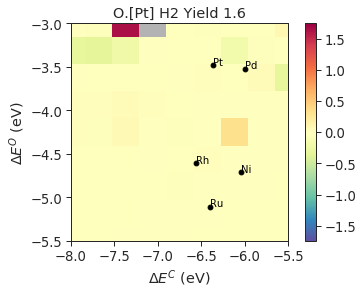 O.[Pt] H2 Yield 1.6
−3.0
−3.5
−4.0
−4.5
−5.0
−5.5
ΔE^O (eV)
Pt
Pd
Rh
Ni
Ru
−8.0 −7.5 −7.0 −6.5 −6.0 −5.5
ΔE^C (eV)
1.5
1.0
0.5
0.0
−0.5
−1.0
−1.5